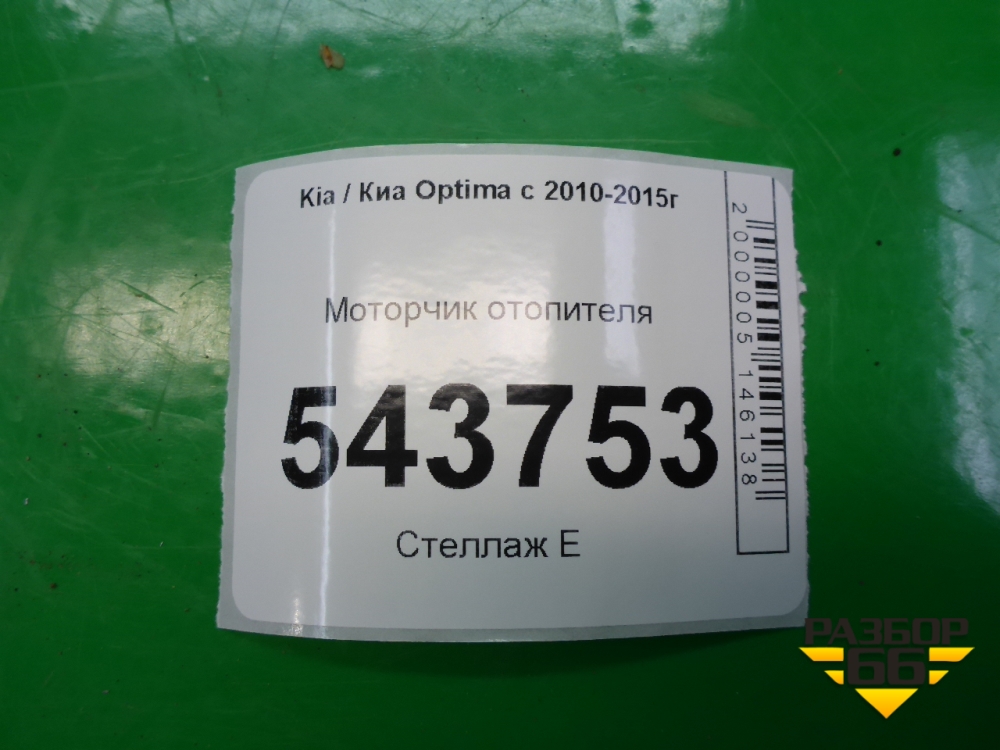 Kia / Киа Optima с 2010-2015г
Моторчик отопителя
543753
Стеллаж Е
2000005146138
РАЗБОР
66